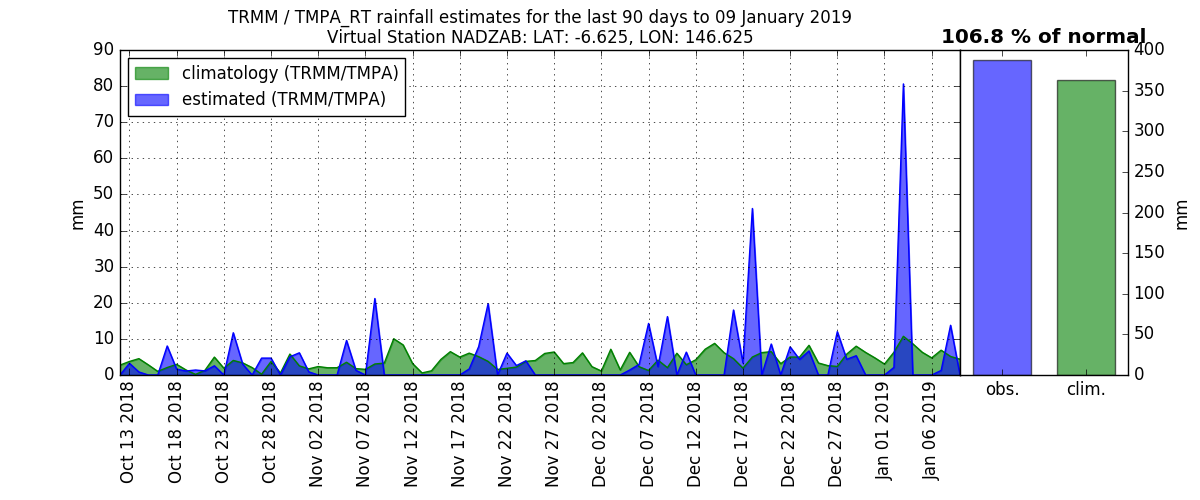 TRMM / TMPA_RT rainfall estimates for the last 90 days to 09 January 2019
Virtual Station NADZAB: LAT: -6.625, LON: 146.625
106.8 % of normal
climatology (TRMM/TMPA)
estimated (TRMM/TMPA)
90
80
70
60
50
40
30
20
10
0
mm
400
350
300
250
200
150
100
50
0
mm
Oct 13 2018
Oct 18 2018
Oct 23 2018
Oct 28 2018
Nov 02 2018
Nov 07 2018
Nov 12 2018
Nov 17 2018
Nov 22 2018
Nov 27 2018
Dec 02 2018
Dec 07 2018
Dec 12 2018
Dec 17 2018
Dec 22 2018
Dec 27 2018
Jan 01 2019
Jan 06 2019
obs.
clim.